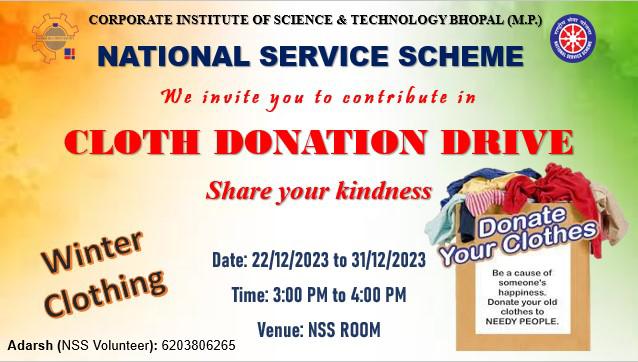 CORPORATE INSTITUTE OF SCIENCE & TECHNOLOGY BHOPAL (M.P.)
NATIONAL SERVICE SCHEME
We invite you to contribute in
CLOTH DONATION DRIVE
Share your kindness
Winter
Clothing
Date: 22/12/2023 to 31/12/2023
Time: 3:00 PM to 4:00 PM
Venue: NSS ROOM
Donate
Your Clothes
Be a cause of
someone's
happiness.
Donate your old
clothes to
NEEDY PEOPLE.
Adarsh (NSS Volunteer): 6203806265